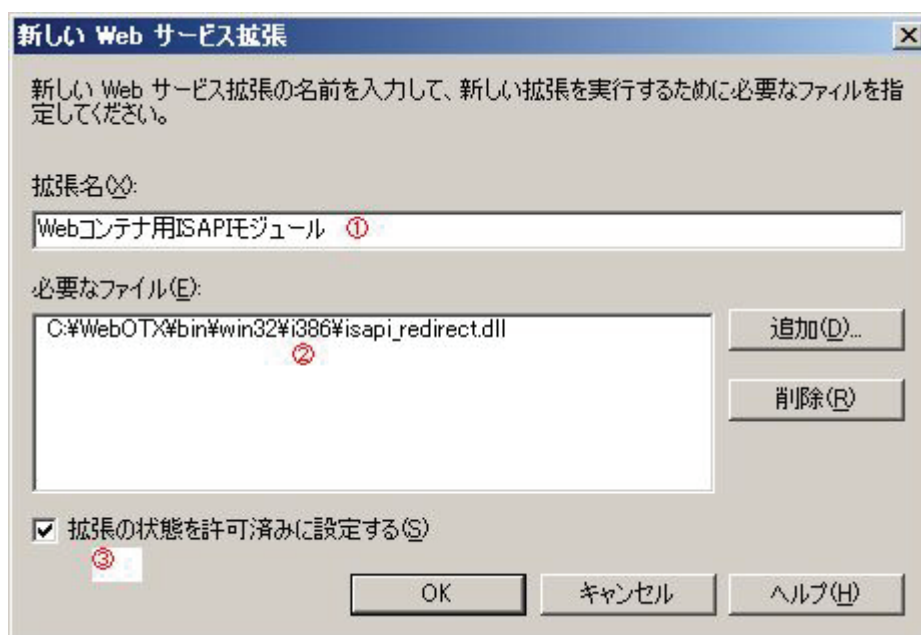 新しい Web サービス拡張
新しい Web サービス拡張の名前を入力して、新しい拡張を実行するために必要なファイルを指
定してください。
拡張名(X):
Webコンテナ用ISAPIモジュール ①
必要なファイル(E):
C:¥WebOTX¥bin¥win32¥i386¥isapi_redirect.dll
②
追加(D)...
削除(R)
拡張の状態を許可済みに設定する(S)
③
OK キャンセル ヘルプ(H)